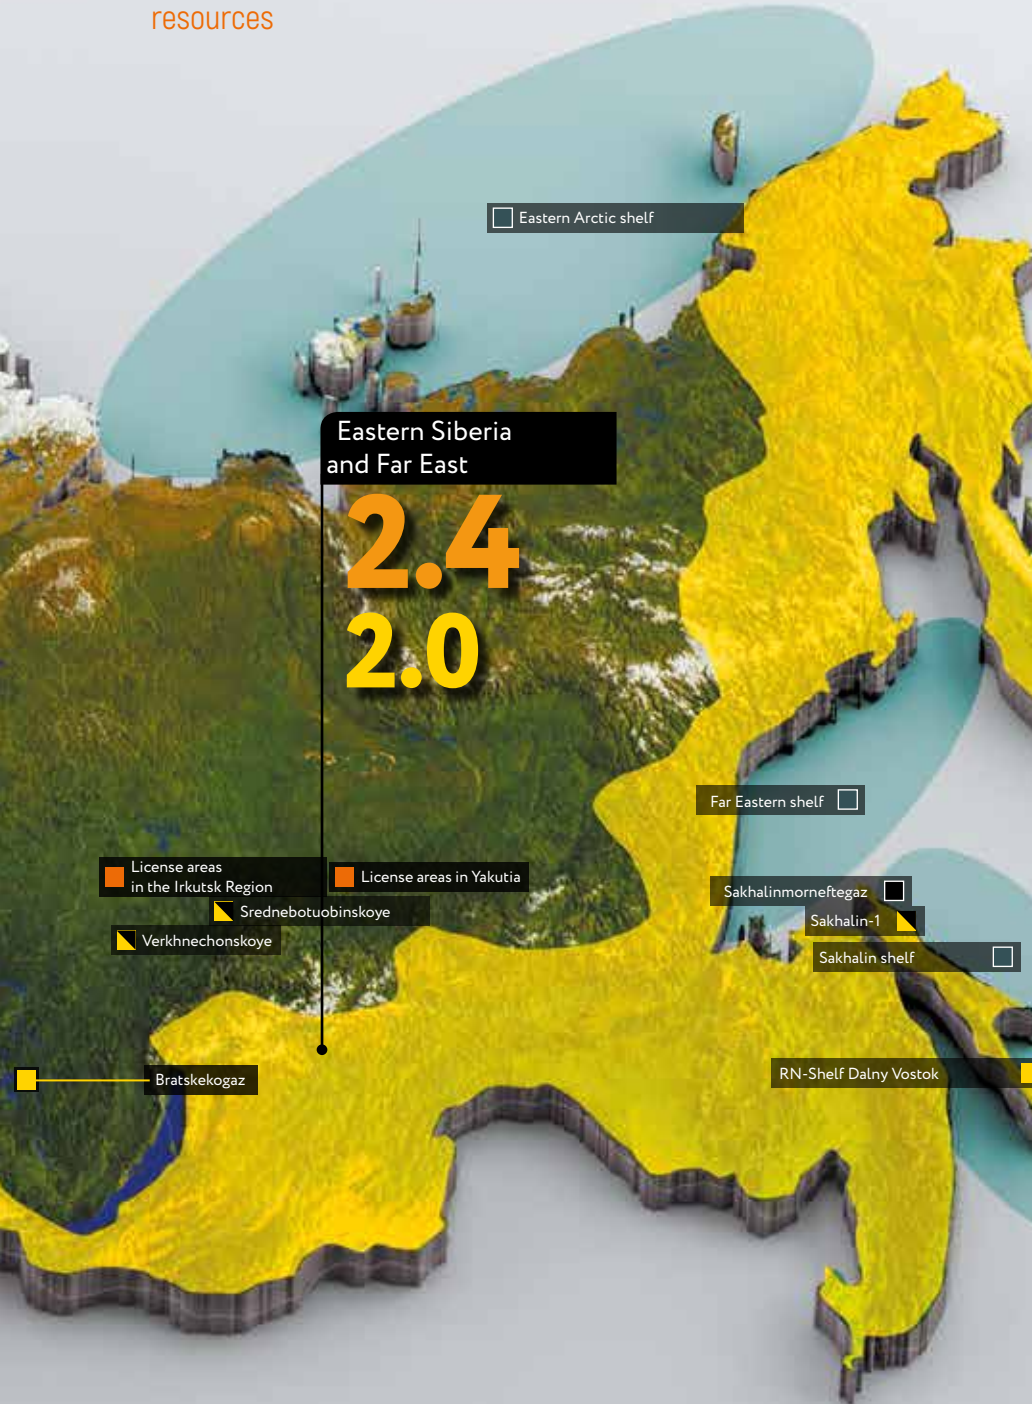 resources
Eastern Arctic shelf
Eastern Siberia
and Far East
2.4
2.0
Far Eastern shelf
License areas
in the Irkutsk Region
License areas in Yakutia
Srednebotuobinskoye
Verkhnechonskoye
Sakhalinmorneftegaz
Sakhalin-1
Sakhalin shelf
Bratskekogaz
RN-Shelf Dalny Vostok